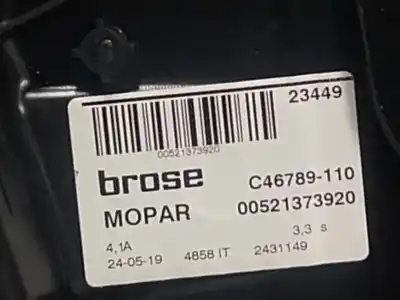 23449
00521373920
brose C46789-110
MOPAR 00521373920
4,1A 3,3 s
24-05-19 4858 IT 2431149